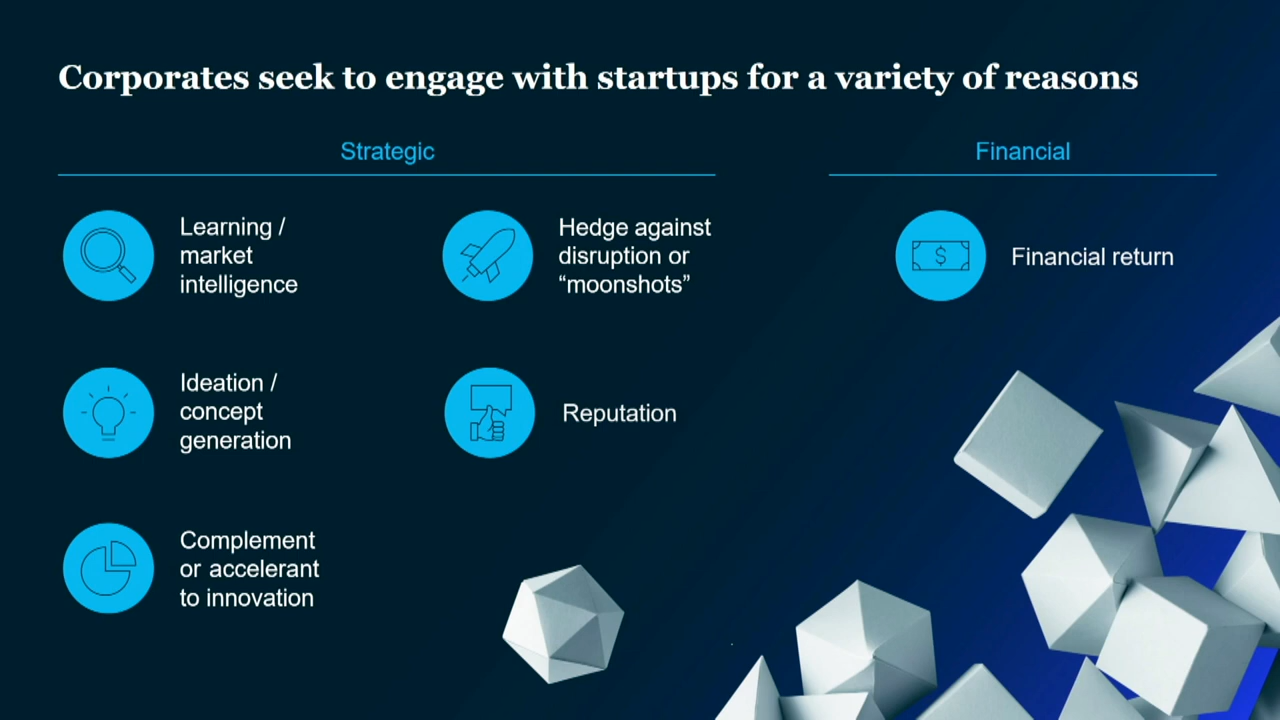 Corporates seek to engage with startups for a variety of reasons
Strategic
Learning /
market
intelligence
Ideation /
concept
generation
Complement
or accelerant
to innovation
Hedge against
disruption or
“moonshots”
Reputation
Financial
$
Financial return